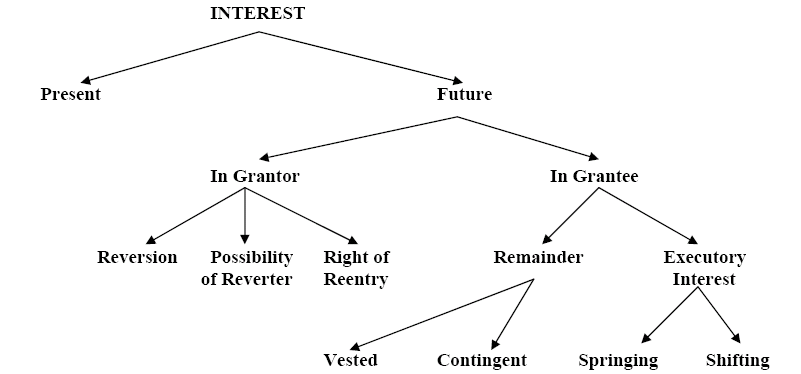 INTEREST
Present
Future
In Grantor
In Grantee
Reversion
Possibility
of Reverter
Right of
Reentry
Remainder
Executory
Interest
Vested
Contingent
Springing
Shifting